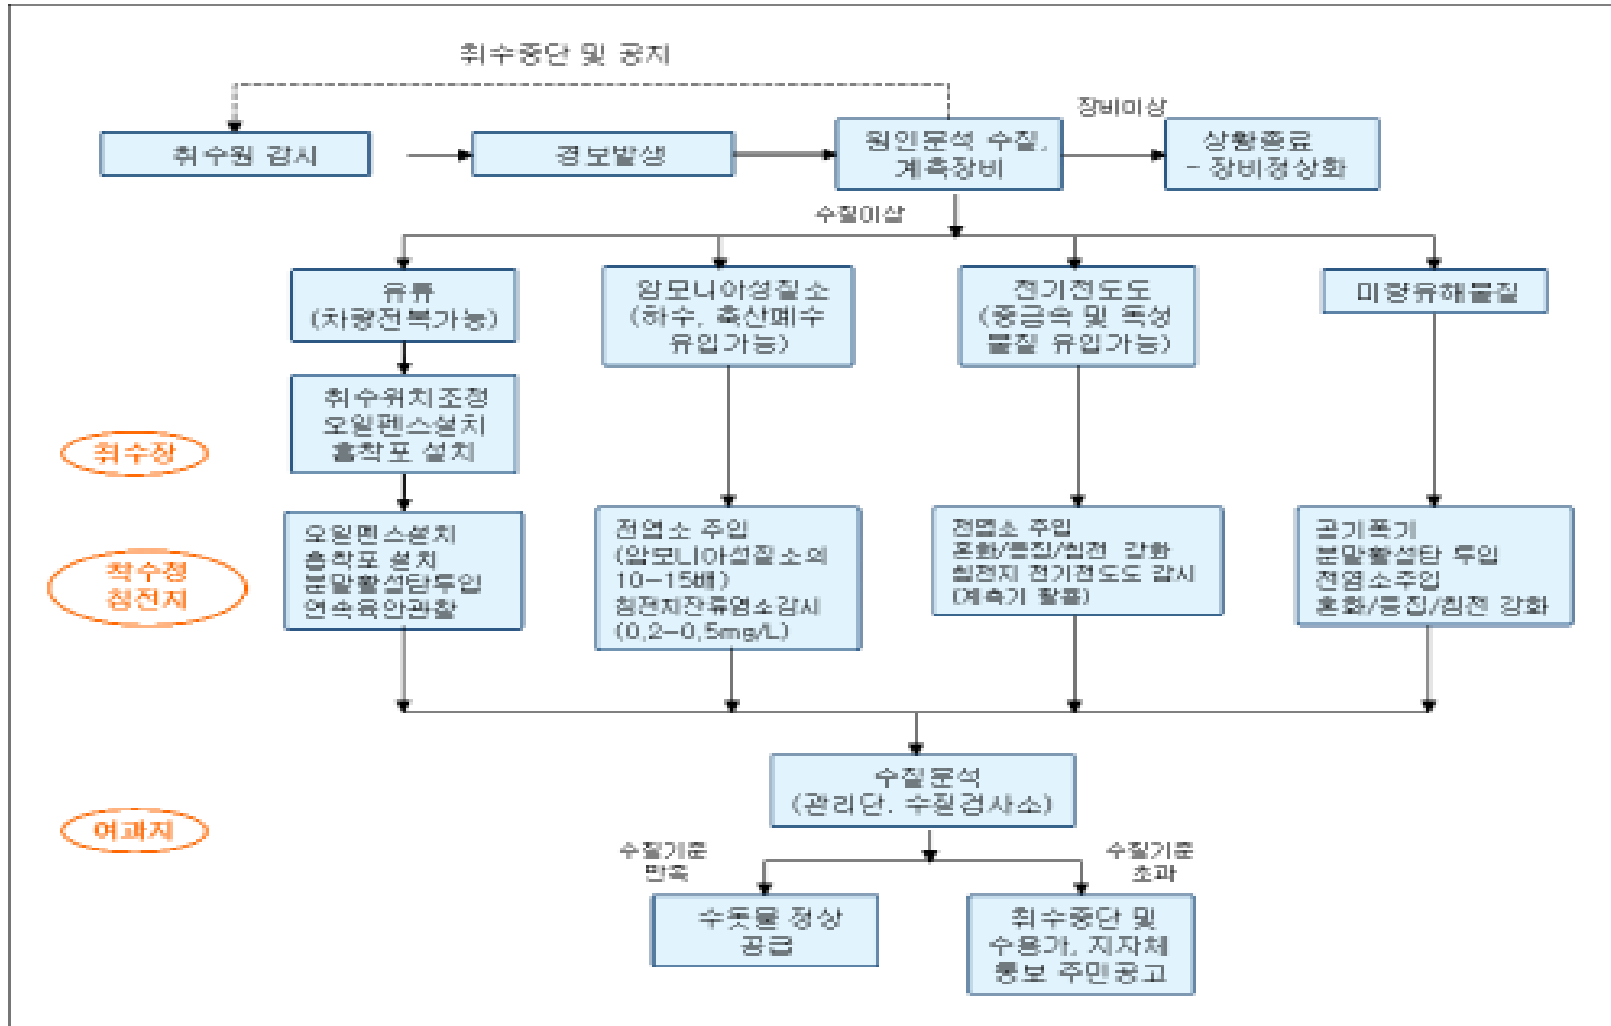 취수중단 및 공지
장비이상
취수원 감시
경보발생
원인분석 수질,
계측장비
상황종료
- 장비정상화
수질이상
유류
(차량전복가능)
암모니아성질소
(하수, 축산폐수
유입가능)
전기전도도
(중금속 및 독성
물질 유입가능)
미량유해물질
취수위치조정
오일펜스설치
흡착포 설치
취수장
오일펜스설치
흡착포 설치
분말활성탄투입
연속육안관찰
전염소 주입
(암모니아성질소의
10-15배)
침전지잔류염소감시
(0.2-0.5mg/L)
전염소 주입
혼화/응집/침전 강화
침전지 전기전도도 감시
(계측기 활용)
공기폭기
분말활성탄 투입
전염소주입
혼화/응집/침전 강화
착수정
침전지
수질분석
(관리단, 수질검사소)
여과지
수질기준
만족
수질기준
초과
수돗물 정상
공급
취수중단 및
수용가, 지자체
통보 주민공고